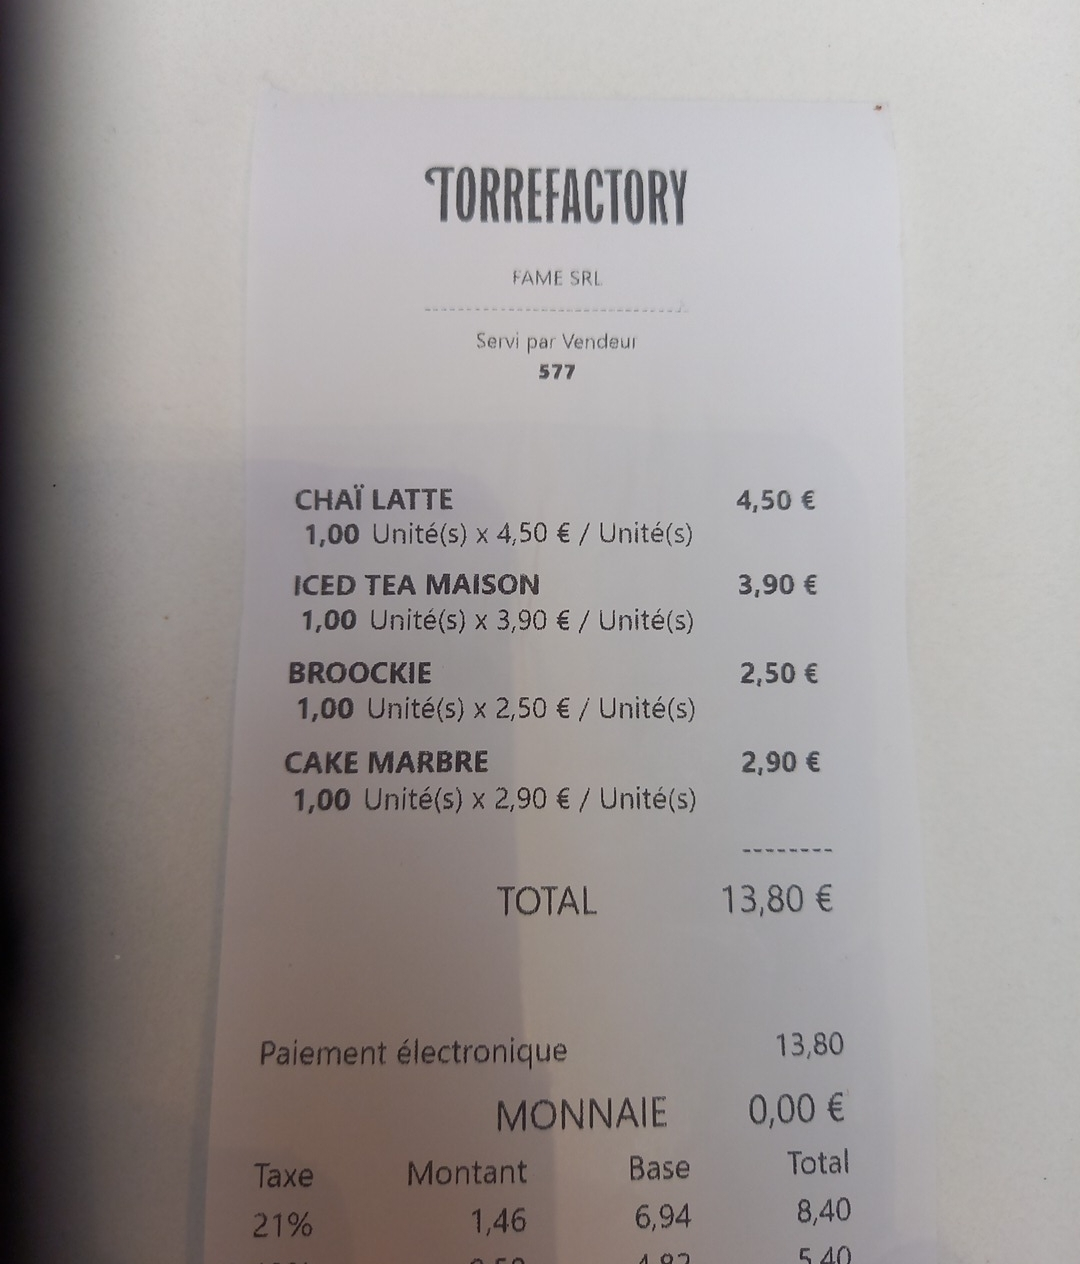 TORREFACTORY
FAME SRL
Servi par Vendeur
577
CHAÏ LATTE 4,50 €
1,00 Unité(s) x 4,50 € / Unité(s)
ICED TEA MAISON 3,90 €
1,00 Unité(s) x 3,90 € / Unité(s)
BROOCKIE 2,50 €
1,00 Unité(s) x 2,50 € / Unité(s)
CAKE MARBRE 2,90 €
1,00 Unité(s) x 2,90 € / Unité(s)
--------
TOTAL 13,80 €
Paiement électronique 13,80
MONNAIE 0,00 €
Taxe Montant Base Total
21% 1,46 6,94 8,40
5,40